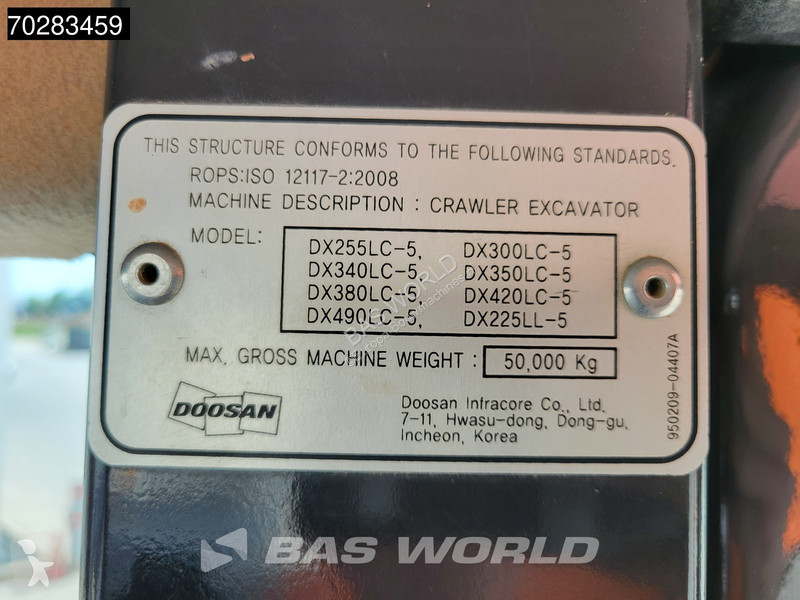 70283459
THIS STRUCTURE CONFORMS TO THE FOLLOWING STANDARDS.
ROPS:ISO 12117-2:2008
MACHINE DESCRIPTION : CRAWLER EXCAVATOR
MODEL:
DX255LC-5, DX300LC-5
DX340LC-5, DX350LC-5
DX380LC-5, DX420LC-5
DX490LC-5, DX225LL-5
MAX. GROSS MACHINE WEIGHT : 50,000 Kg
DOOSAN
Doosan Infracore Co., Ltd.
7-11, Hwasu-dong, Dong-gu,
Incheon, Korea
950209-04407A
BAS WORLD
BAS WORLD